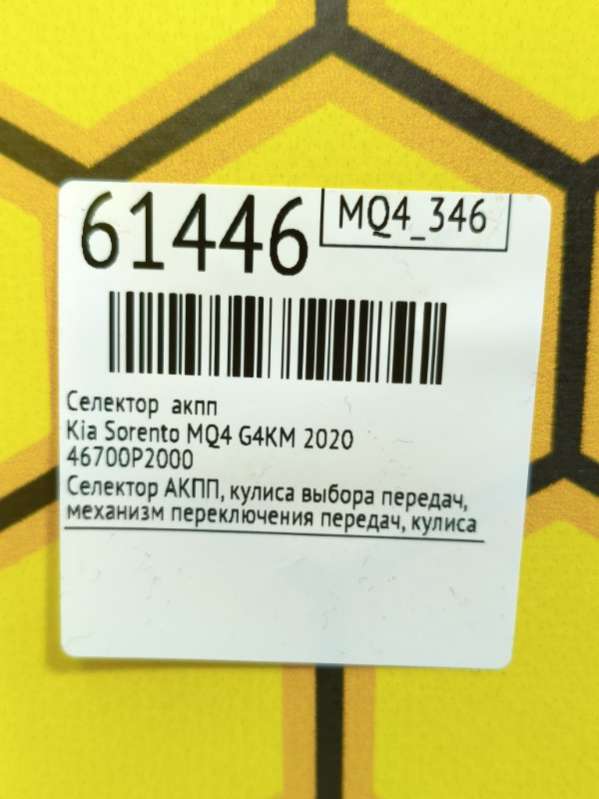 61446
MQ4_346
Селектор акпп
Kia Sorento MQ4 G4KM 2020
46700P2000
Селектор АКПП, кулиса выбора передач,
механизм переключения передач, кулиса